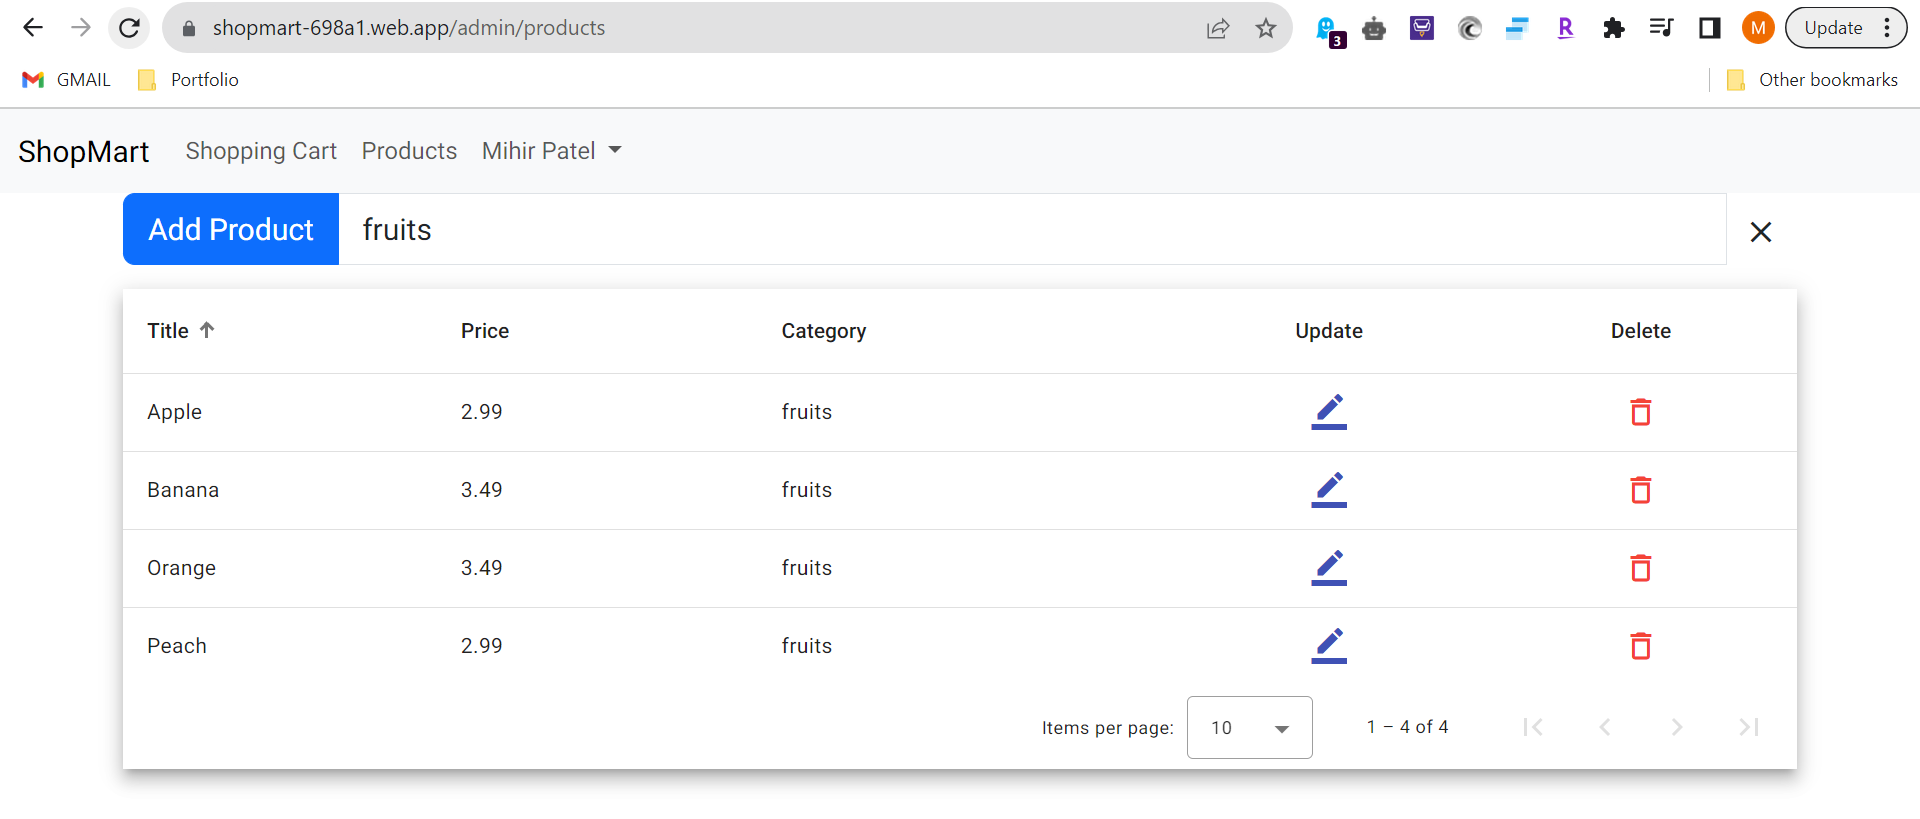 shopmart-698a1.web.app/admin/products
3
R
M
Update
GMAIL
Portfolio
Other bookmarks
ShopMart Shopping Cart Products Mihir Patel
Add Product fruits
Title Price Category Update Delete
Apple 2.99 fruits
Banana 3.49 fruits
Orange 3.49 fruits
Peach 2.99 fruits
Items per page: 10 1 – 4 of 4